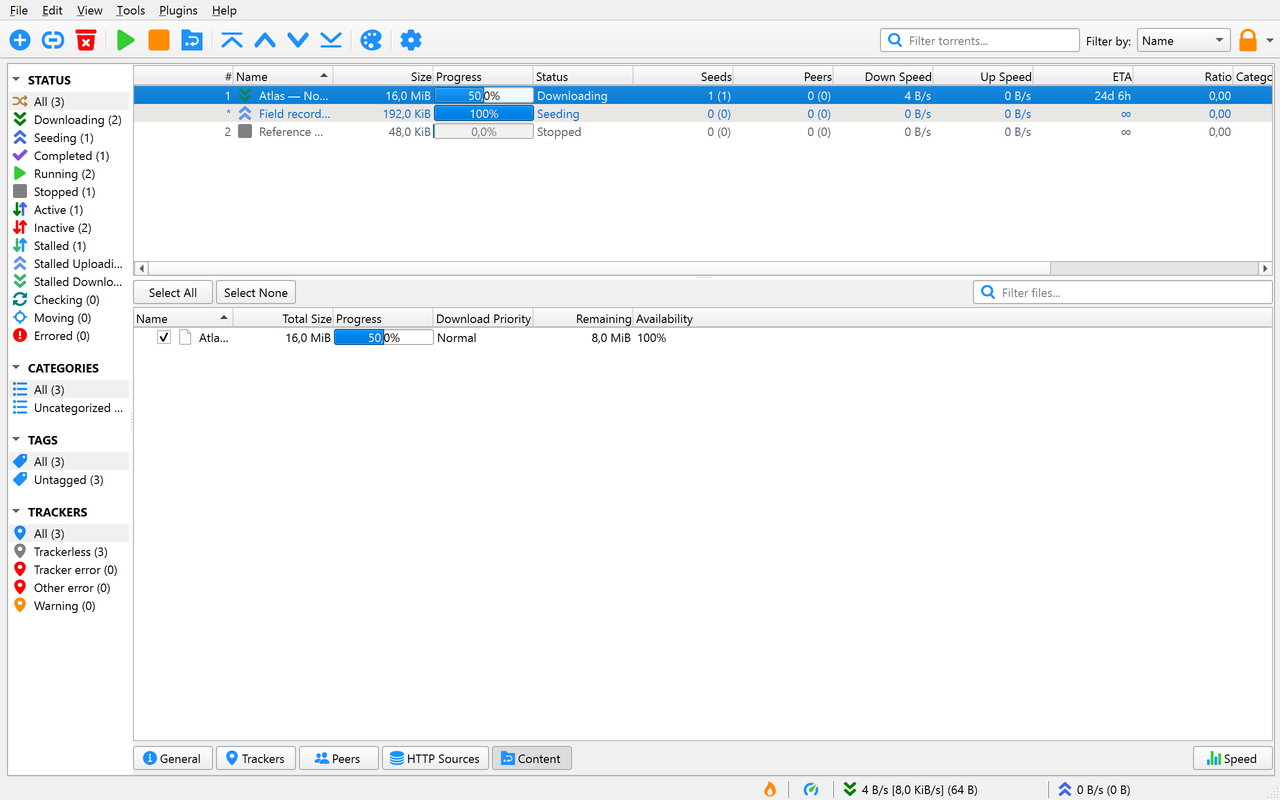 File Edit View Tools Plugins Help
Filter torrents... Filter by: Name
STATUS
All (3)
Downloading (2)
Seeding (1)
Completed (1)
Running (2)
Stopped (1)
Active (1)
Inactive (2)
Stalled (1)
Stalled Uploadi...
Stalled Downlo...
Checking (0)
Moving (0)
Errored (0)
CATEGORIES
All (3)
Uncategorized ...
TAGS
All (3)
Untagged (3)
TRACKERS
All (3)
Trackerless (3)
Tracker error (0)
Other error (0)
Warning (0)
# Name Size Progress Status Seeds Peers Down Speed Up Speed ETA Ratio Catego
1 Atlas — No... 16,0 MiB 50,0% Downloading 1 (1) 0 (0) 4 B/s 0 B/s 24d 6h 0,00
* Field record... 192,0 KiB 100% Seeding 0 (0) 0 (0) 0 B/s 0 B/s ∞ 0,00
2 Reference ... 48,0 KiB 0,0% Stopped 0 (0) 0 (0) 0 B/s 0 B/s ∞ 0,00
Select All Select None Filter files...
Name Total Size Progress Download Priority Remaining Availability
Atla... 16,0 MiB 50,0% Normal 8,0 MiB 100%
General Trackers Peers HTTP Sources Content Speed
4 B/s [8,0 KiB/s] (64 B) 0 B/s (0 B)